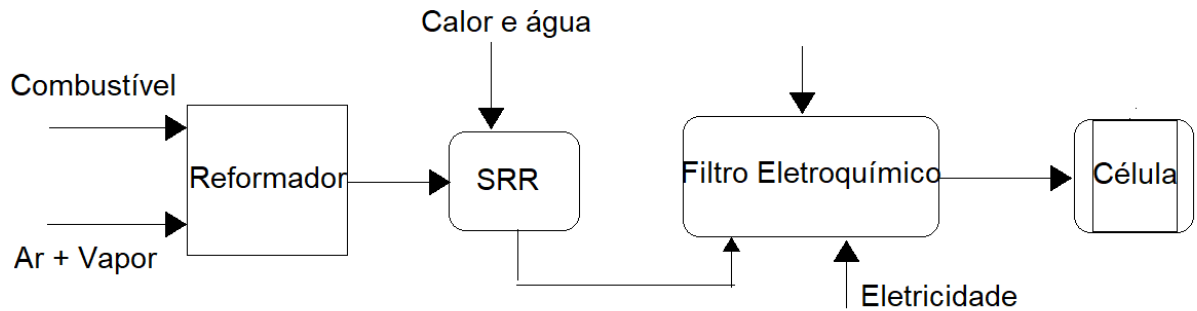 Calor e água
Combustível
Reformador
SRR
Filtro Eletroquímico
Célula
Ar + Vapor
Eletricidade